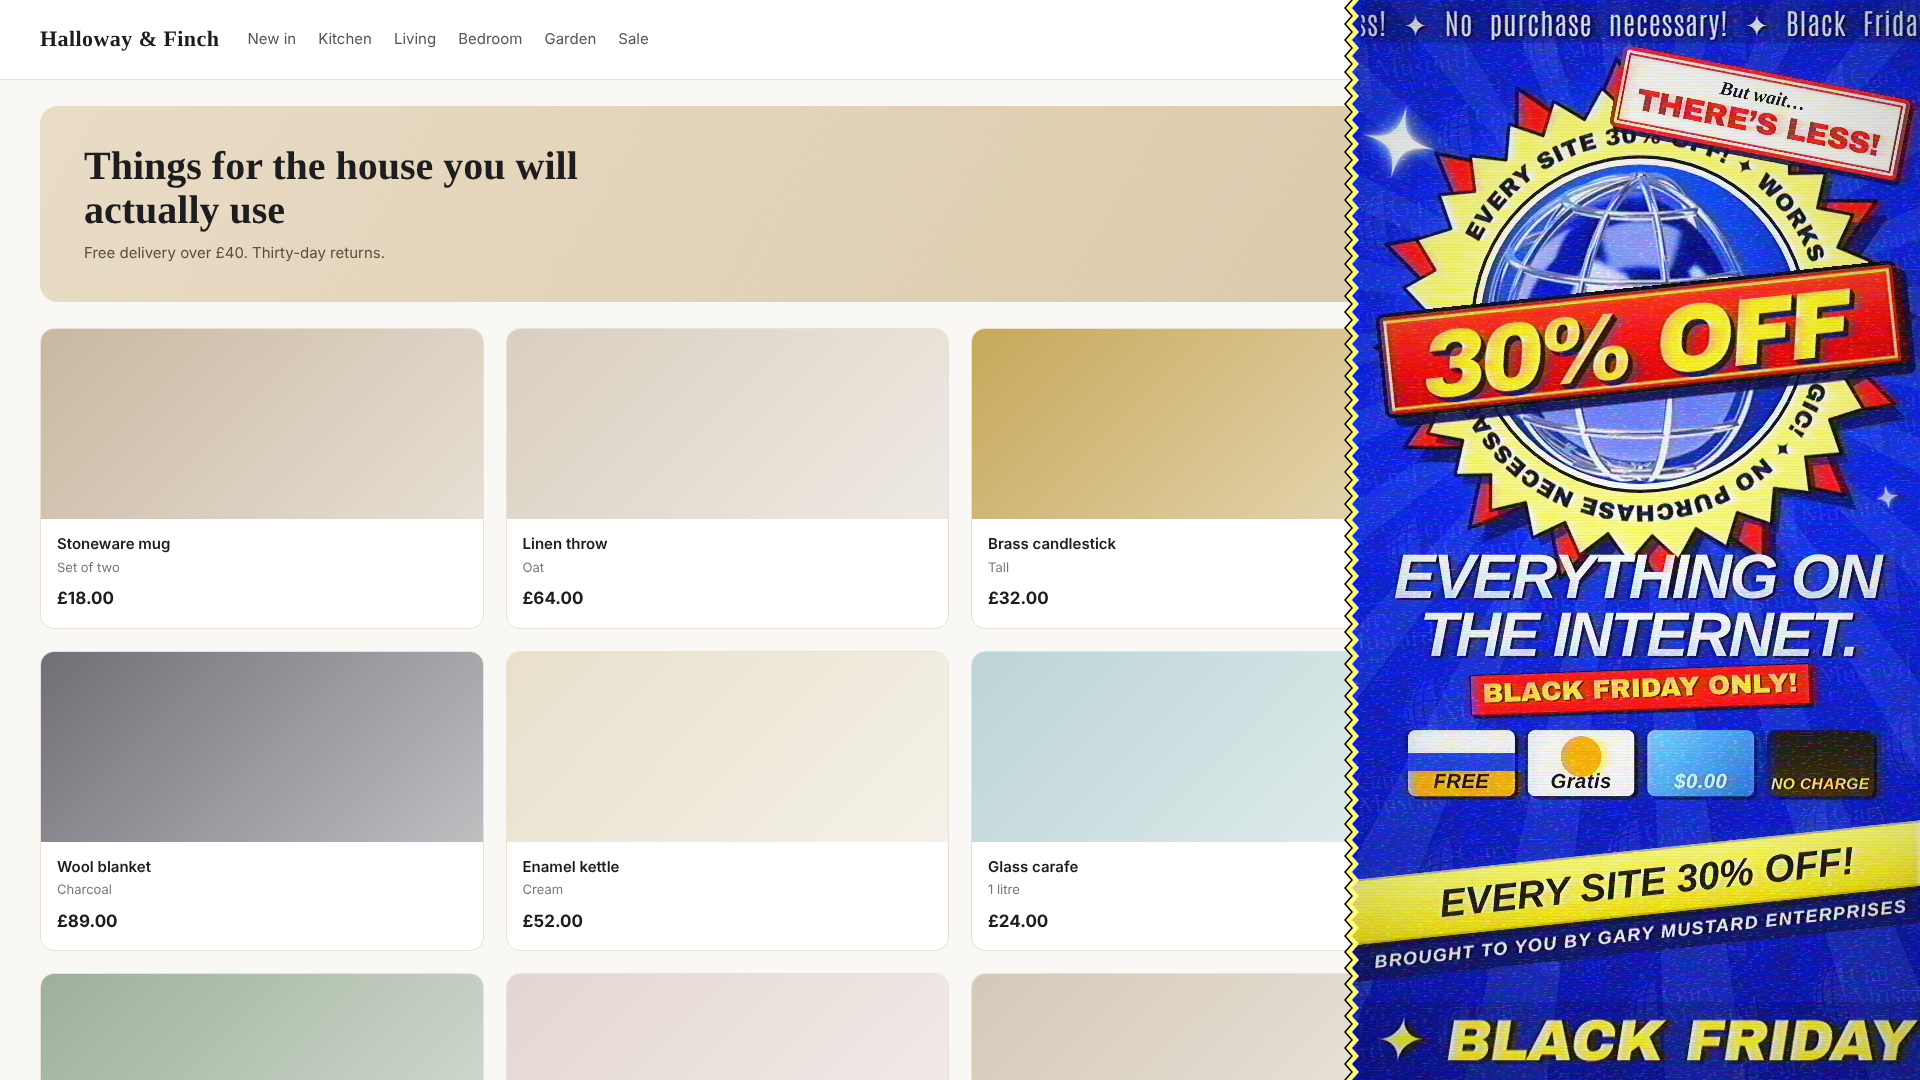 Halloway & Finch
New in Kitchen Living Bedroom Garden Sale
Things for the house you will
actually use
Free delivery over £40. Thirty-day returns.
Stoneware mug
Set of two
£18.00
Linen throw
Oat
£64.00
Brass candlestick
Tall
£32.00
Wool blanket
Charcoal
£89.00
Enamel kettle
Cream
£52.00
Glass carafe
1 litre
£24.00
✦ No purchase necessary! ✦ Black
But wait…
THERE'S LESS!
EVERY SITE 30% OFF! ✦ WORKS
✦ NO PURCHASE
30% OFF
EVERYTHING ON
THE INTERNET.
BLACK FRIDAY ONLY!
FREE
Gratis
$0.00
NO CHARGE
EVERY SITE 30% OFF!
BROUGHT TO YOU BY GARY MUSTARD ENTERPRISES
✦ BLACK FRIDAY